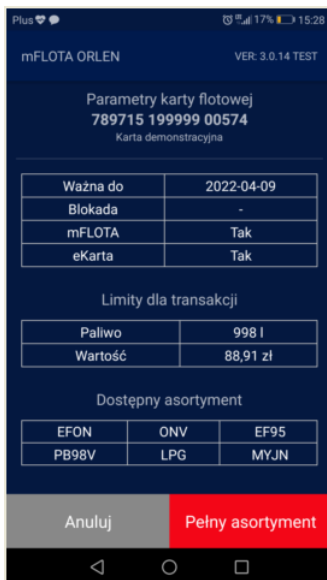 Plus 17% 15:28
mFLOTA ORLEN VER: 3.0.14 TEST
Parametry karty flotowej
789715 199999 00574
Karta demonstracyjna
Ważna do 2022-04-09
Blokada -
mFLOTA Tak
eKarta Tak
Limity dla transakcji
Paliwo 998 l
Wartość 88,91 zł
Dostępny asortyment
EFON ONV EF95
PB98V LPG MYJN
Anuluj Pełny asortyment